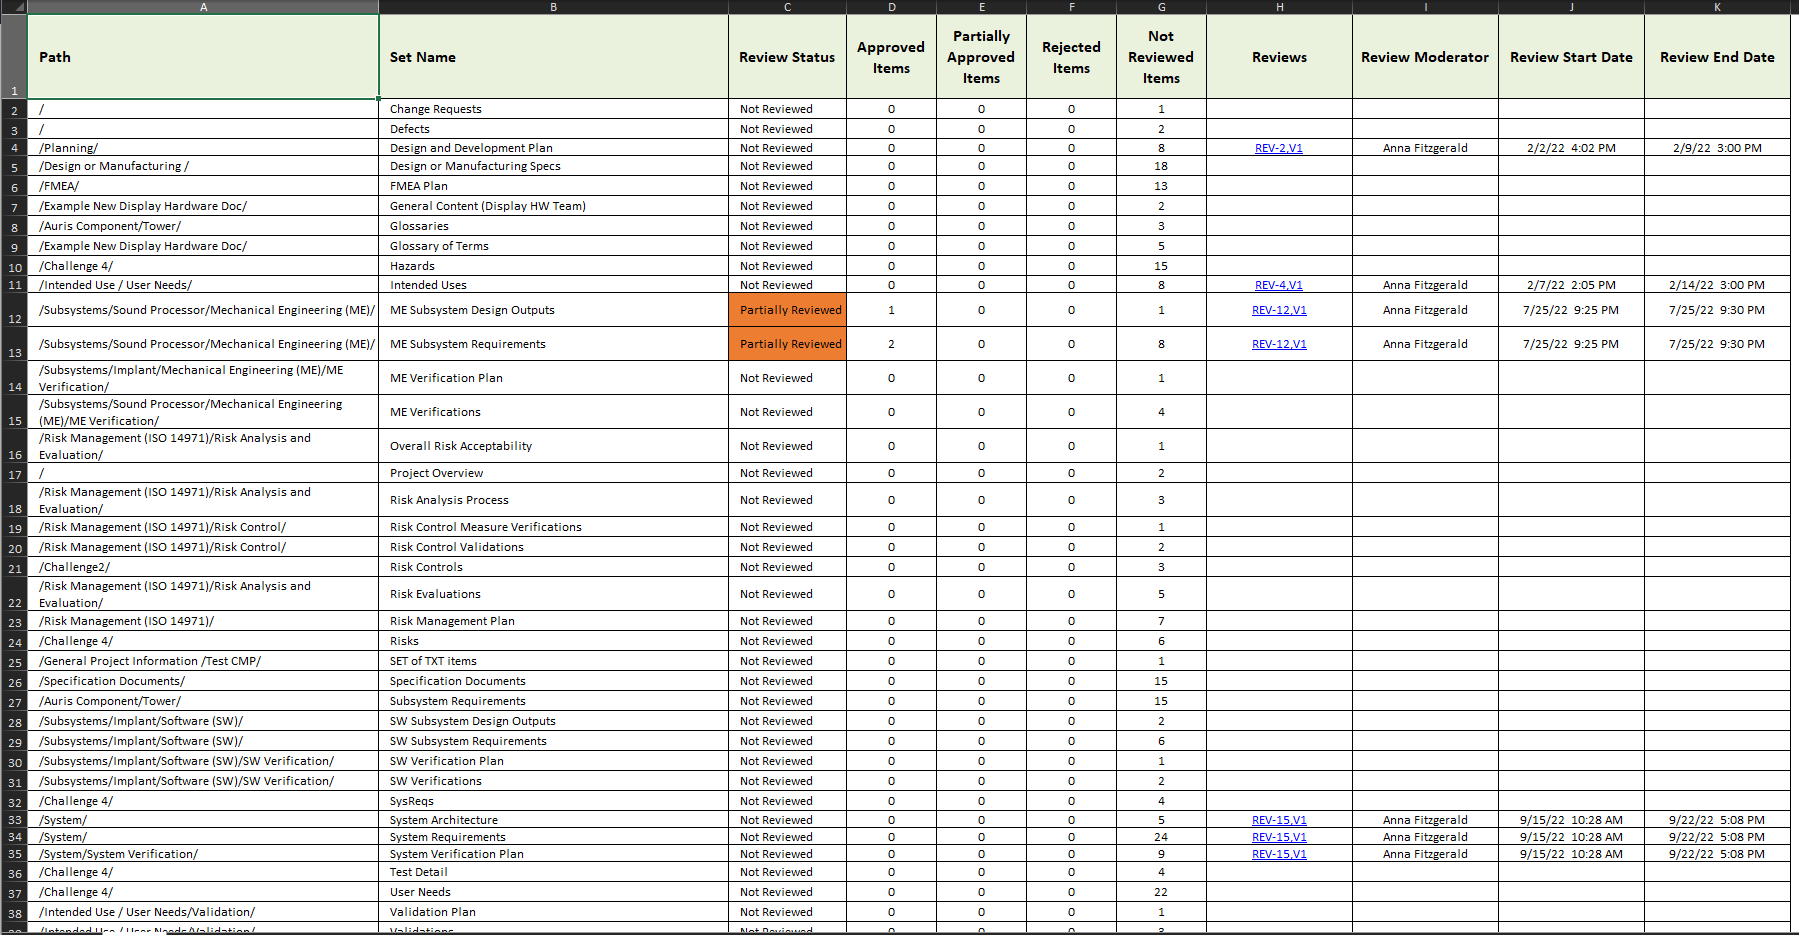 A B C D E F G H I J K
1 Path Set Name Review Status Approved Items Partially Approved Items Rejected Items Not Reviewed Items Reviews Review Moderator Review Start Date Review End Date
2 / Change Requests Not Reviewed 0 0 0 1
3 / Defects Not Reviewed 0 0 0 2
4 /Planning/ Design and Development Plan Not Reviewed 0 0 0 8 REV-2,V1 Anna Fitzgerald 2/2/22 4:02 PM 2/9/22 3:00 PM
5 /Design or Manufacturing / Design or Manufacturing Specs Not Reviewed 0 0 0 18
6 /FMEA/ FMEA Plan Not Reviewed 0 0 0 13
7 /Example New Display Hardware Doc/ General Content (Display HW Team) Not Reviewed 0 0 0 2
8 /Auris Component/Tower/ Glossaries Not Reviewed 0 0 0 3
9 /Example New Display Hardware Doc/ Glossary of Terms Not Reviewed 0 0 0 5
10 /Challenge 4/ Hazards Not Reviewed 0 0 0 15
11 /Intended Use / User Needs/ Intended Uses Not Reviewed 0 0 0 8 REV-4,V1 Anna Fitzgerald 2/7/22 2:05 PM 2/14/22 3:00 PM
12 /Subsystems/Sound Processor/Mechanical Engineering (ME)/ ME Subsystem Design Outputs Partially Reviewed 1 0 0 1 REV-12,V1 Anna Fitzgerald 7/25/22 9:25 PM 7/25/22 9:30 PM
13 /Subsystems/Sound Processor/Mechanical Engineering (ME)/ ME Subsystem Requirements Partially Reviewed 2 0 0 8 REV-12,V1 Anna Fitzgerald 7/25/22 9:25 PM 7/25/22 9:30 PM
14 /Subsystems/Implant/Mechanical Engineering (ME)/ME Verification/ ME Verification Plan Not Reviewed 0 0 0 1
15 /Subsystems/Sound Processor/Mechanical Engineering (ME)/ME Verification/ ME Verifications Not Reviewed 0 0 0 4
16 /Risk Management (ISO 14971)/Risk Analysis and Evaluation/ Overall Risk Acceptability Not Reviewed 0 0 0 1
17 / Project Overview Not Reviewed 0 0 0 2
18 /Risk Management (ISO 14971)/Risk Analysis and Evaluation/ Risk Analysis Process Not Reviewed 0 0 0 3
19 /Risk Management (ISO 14971)/Risk Control/ Risk Control Measure Verifications Not Reviewed 0 0 0 1
20 /Risk Management (ISO 14971)/Risk Control/ Risk Control Validations Not Reviewed 0 0 0 2
21 /Challenge2/ Risk Controls Not Reviewed 0 0 0 3
22 /Risk Management (ISO 14971)/Risk Analysis and Evaluation/ Risk Evaluations Not Reviewed 0 0 0 5
23 /Risk Management (ISO 14971)/ Risk Management Plan Not Reviewed 0 0 0 7
24 /Challenge 4/ Risks Not Reviewed 0 0 0 6
25 /General Project Information /Test CMP/ SET of TXT items Not Reviewed 0 0 0 1
26 /Specification Documents/ Specification Documents Not Reviewed 0 0 0 15
27 /Auris Component/Tower/ Subsystem Requirements Not Reviewed 0 0 0 15
28 /Subsystems/Implant/Software (SW)/ SW Subsystem Design Outputs Not Reviewed 0 0 0 2
29 /Subsystems/Implant/Software (SW)/ SW Subsystem Requirements Not Reviewed 0 0 0 6
30 /Subsystems/Implant/Software (SW)/SW Verification/ SW Verification Plan Not Reviewed 0 0 0 1
31 /Subsystems/Implant/Software (SW)/SW Verification/ SW Verifications Not Reviewed 0 0 0 2
32 /Challenge 4/ SysReqs Not Reviewed 0 0 0 4
33 /System/ System Architecture Not Reviewed 0 0 0 5 REV-15,V1 Anna Fitzgerald 9/15/22 10:28 AM 9/22/22 5:08 PM
34 /System/ System Requirements Not Reviewed 0 0 0 24 REV-15,V1 Anna Fitzgerald 9/15/22 10:28 AM 9/22/22 5:08 PM
35 /System/System Verification/ System Verification Plan Not Reviewed 0 0 0 9 REV-15,V1 Anna Fitzgerald 9/15/22 10:28 AM 9/22/22 5:08 PM
36 /Challenge 4/ Test Detail Not Reviewed 0 0 0 4
37 /Challenge 4/ User Needs Not Reviewed 0 0 0 22
38 /Intended Use / User Needs/Validation/ Validation Plan Not Reviewed 0 0 0 1
/Intended Use / User Needs/Validation/ Validations Not Reviewed 0 0 0